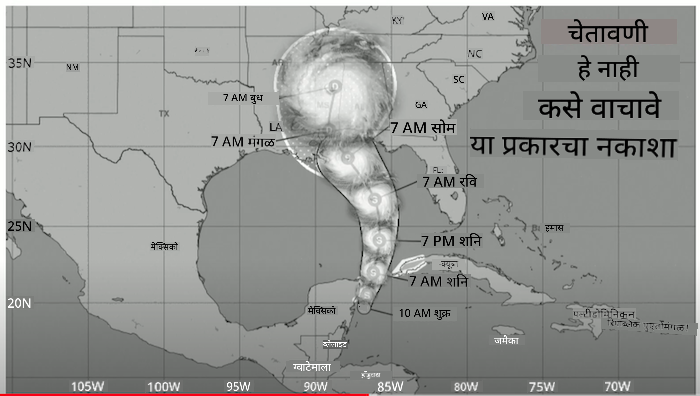 चेतावणी
हे नाही
कसे वाचावे
या प्रकारचा नकाशा
KY
VA
35N
NM
NC
SC
7 AM बुध
TX
LA
GA
7 AM सोम
7 AM मंगळ
30N
FL
7 AM रवि
25N
मेक्सिको
7 PM शनि
क्यूबा
7 AM शनि
20N
मेक्सिको
10 AM शुक्र
जमैका
ग्वाटेमाला
105W
100W
95W
90W
85W
80W
75W
70W